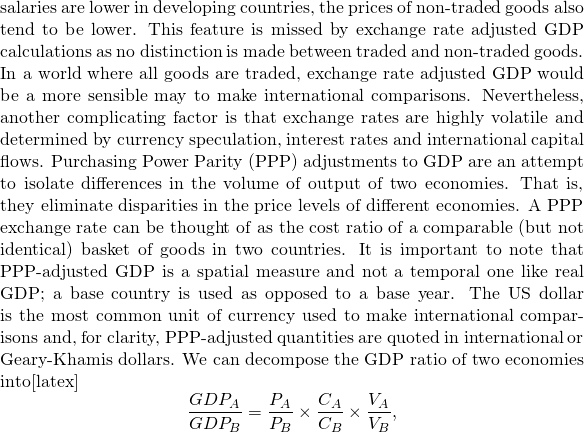 salaries are lower in developing countries, the prices of non-traded goods also
tend to be lower. This feature is missed by exchange rate adjusted GDP
calculations as no distinction is made between traded and non-traded goods.
In a world where all goods are traded, exchange rate adjusted GDP would
be a more sensible may to make international comparisons. Nevertheless,
another complicating factor is that exchange rates are highly volatile and
determined by currency speculation, interest rates and international capital
flows. Purchasing Power Parity (PPP) adjustments to GDP are an attempt
to isolate differences in the volume of output of two economies. That is,
they eliminate disparities in the price levels of different economies. A PPP
exchange rate can be thought of as the cost ratio of a comparable (but not
identical) basket of goods in two countries. It is important to note that
PPP-adjusted GDP is a spatial measure and not a temporal one like real
GDP; a base country is used as opposed to a base year. The US dollar
is the most common unit of currency used to make international compar-
isons and, for clarity, PPP-adjusted quantities are quoted in international or
Geary-Khamis dollars. We can decompose the GDP ratio of two economies
into[latex]
\frac{GDP_A}{GDP_B} = \frac{P_A}{P_B} \times \frac{C_A}{C_B} \times \frac{V_A}{V_B},